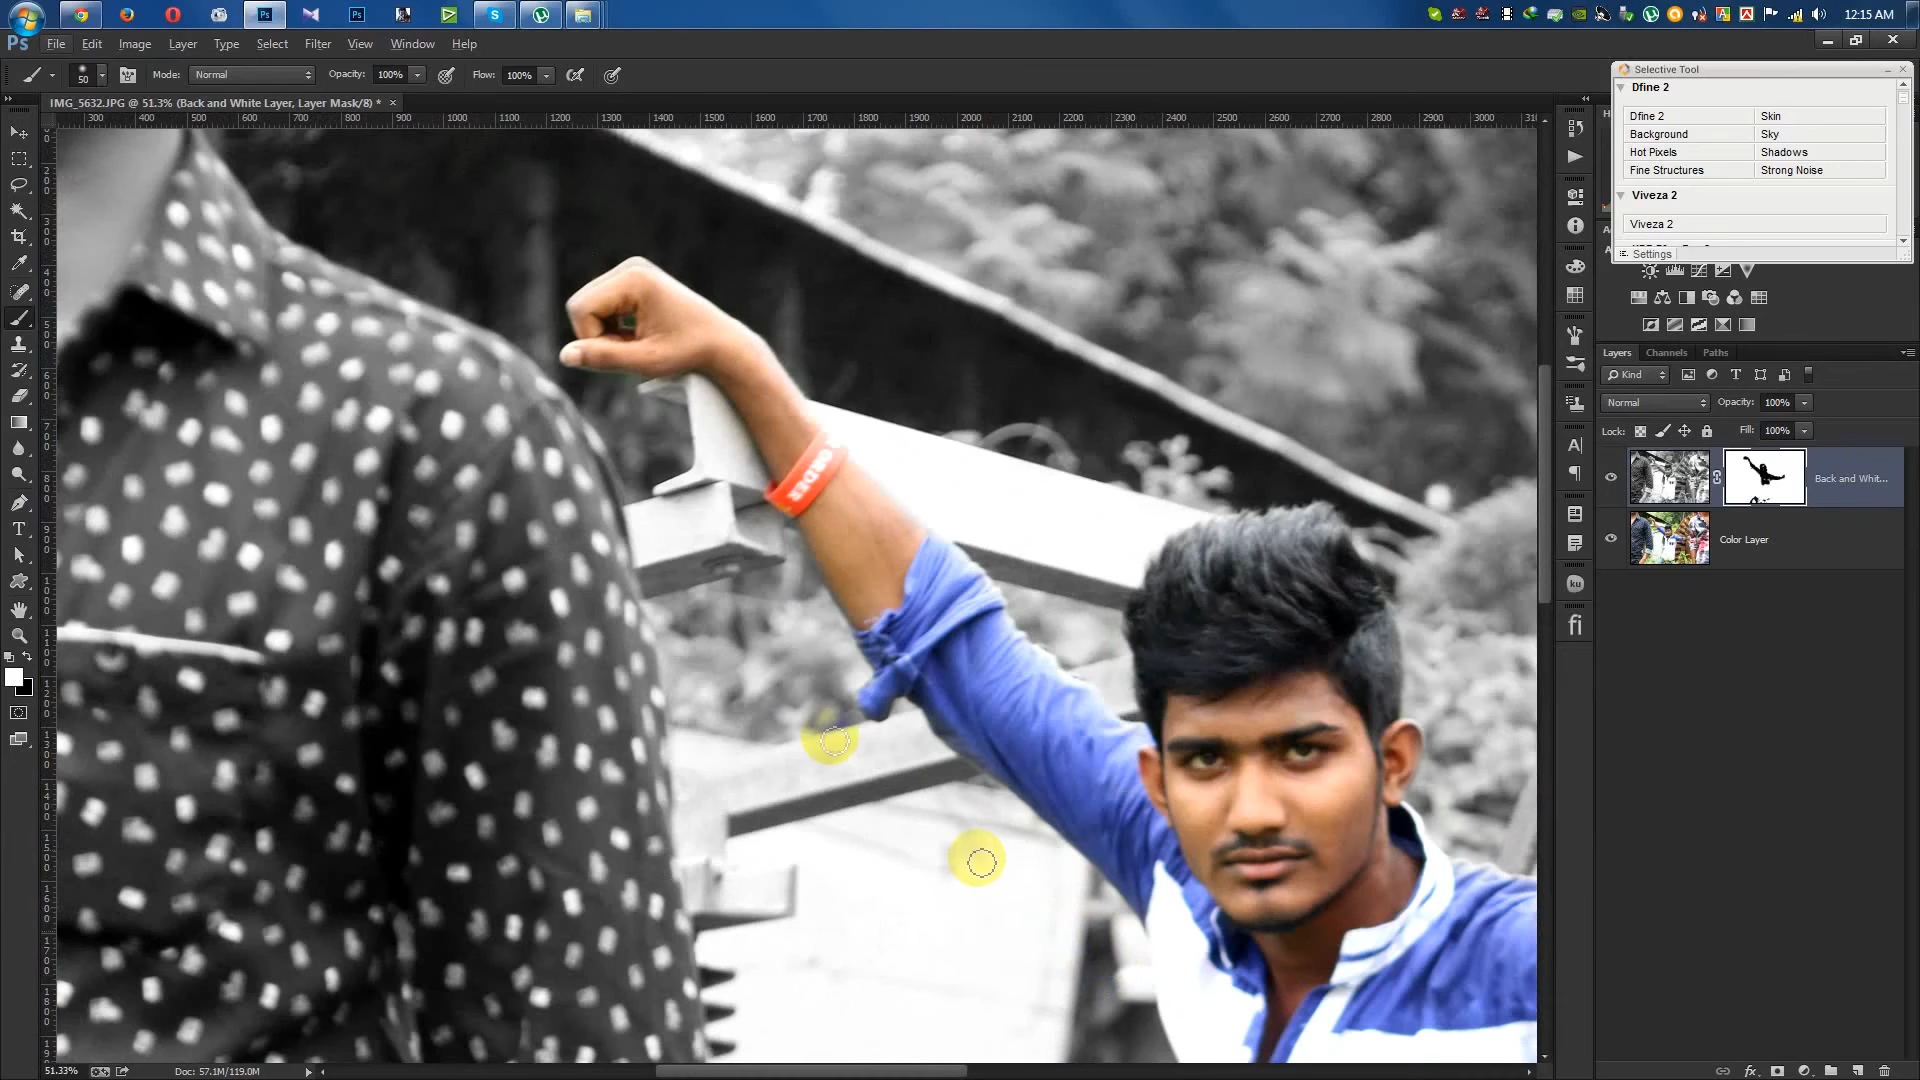 12:15 AM
Ps File Edit Image Layer Type Select Filter View Window Help
50 Mode: Normal Opacity: 100% Flow: 100%
Selective Tool
IMG_5632.JPG @ 51.3% (Back and White Layer, Layer Mask/8) *
Dfine 2
300 400 500 600 700 800 900 1000 1100 1200 1300 1400 1500 1600 1700 1800 1900 2000 2100 2200 2300 2400 2500 2600 2700 2800 2900 3000
Dfine 2 Skin
Background Sky
Hot Pixels Shadows
Fine Structures Strong Noise
Viveza 2
Viveza 2
Settings
Layers Channels Paths
Kind
Normal Opacity: 100%
Lock: Fill: 100%
ORDER
Back and Whit...
Color Layer
ku
fi
51.33% Doc: 57.1M/119.0M
fx